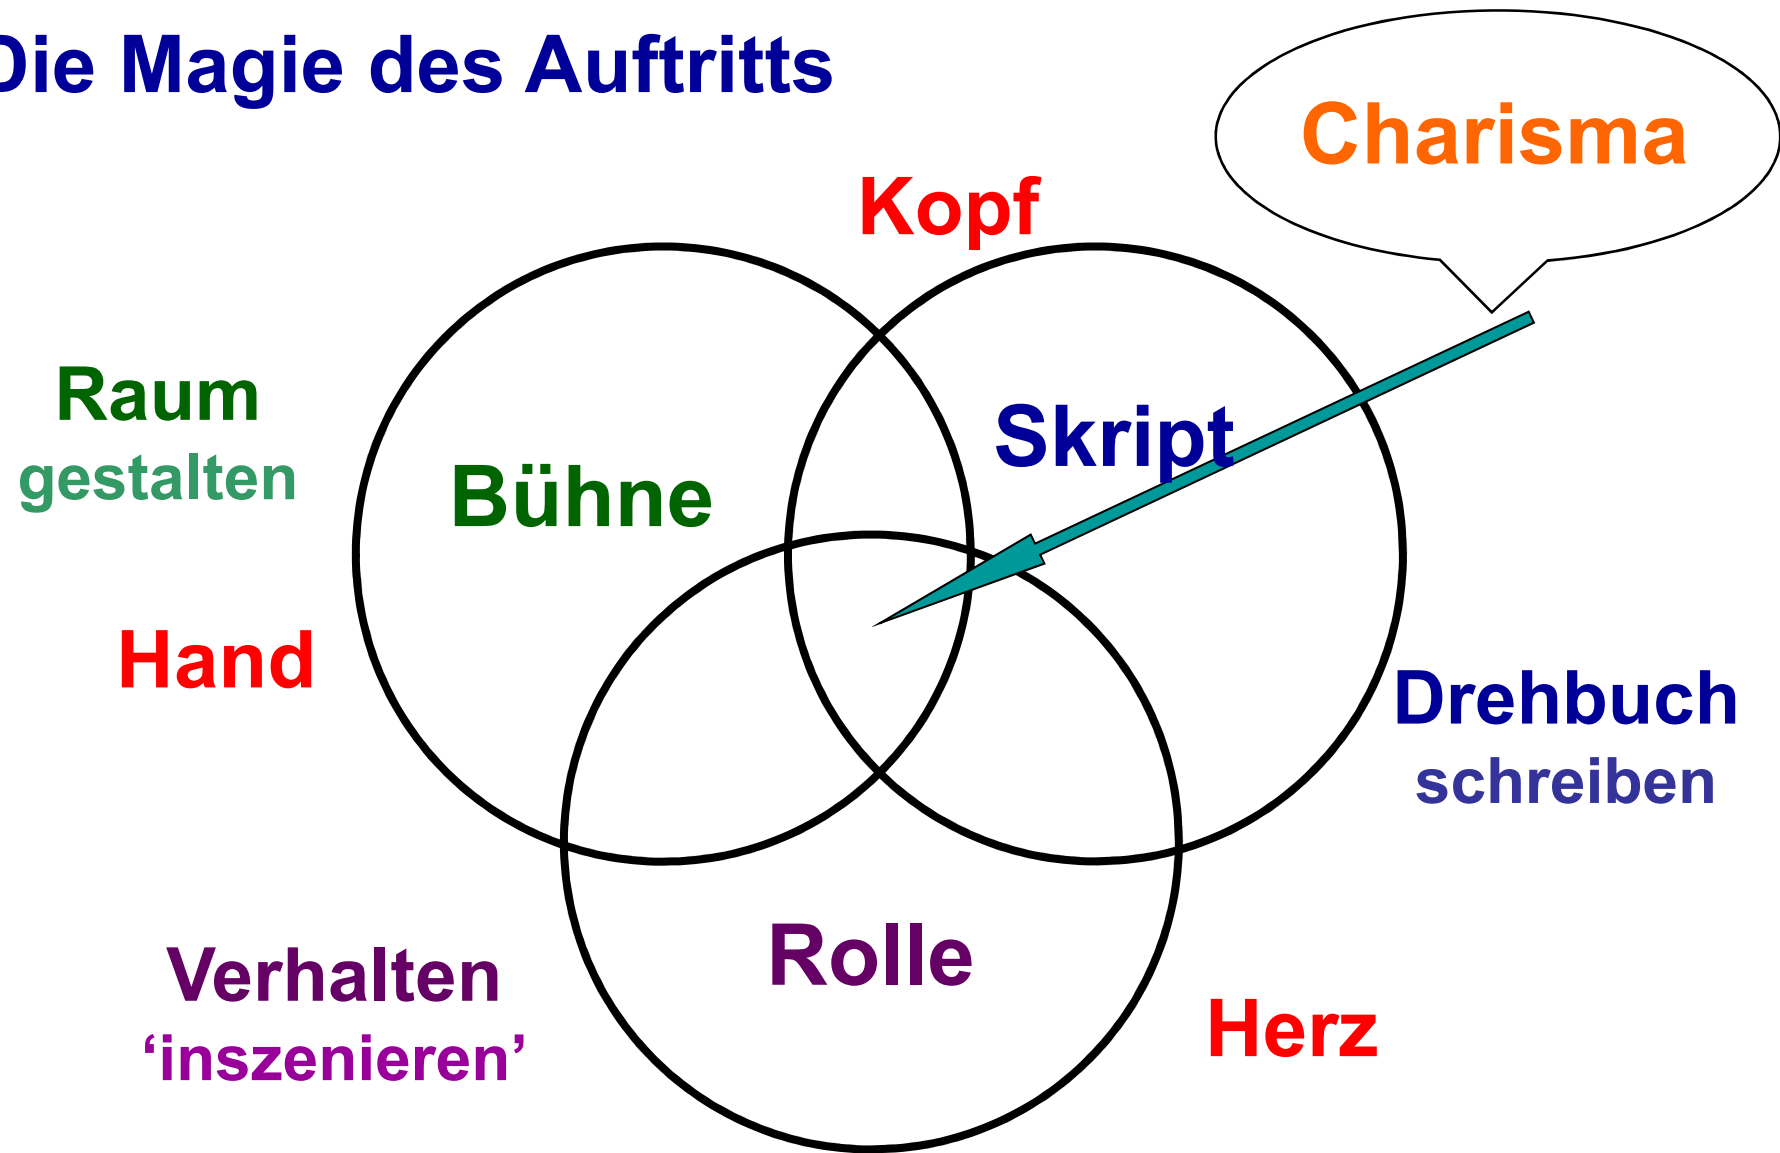 Die Magie des Auftritts
Charisma
Kopf
Raum
gestalten
Bühne
Skript
Hand
Drehbuch
schreiben
Verhalten
‘inszenieren’
Rolle
Herz